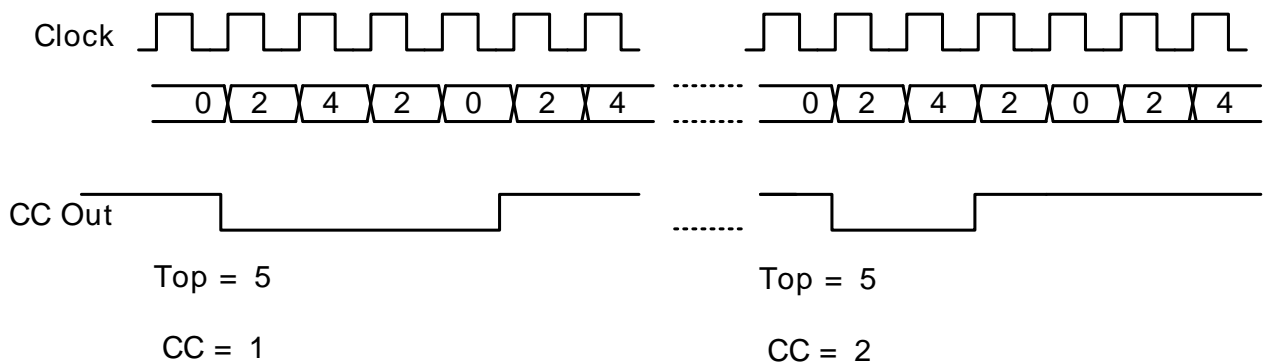 Clock
0 2 4 2 0 2 4 0 2 4 2 0 2 4
CC Out
Top = 5 Top = 5
CC = 1 CC = 2